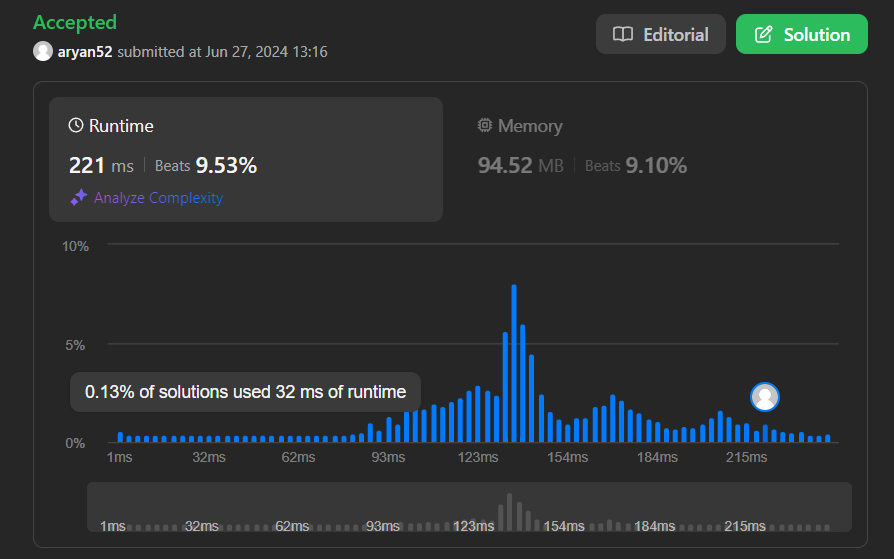 Accepted
aryan52 submitted at Jun 27, 2024 13:16
Editorial
Solution
Runtime
221 ms | Beats 9.53%
Analyze Complexity
Memory
94.52 MB | Beats 9.10%
10%
5%
0.13% of solutions used 32 ms of runtime
0%
1ms 32ms 62ms 93ms 123ms 154ms 184ms 215ms
1ms 32ms 62ms 93ms 123ms 154ms 184ms 215ms